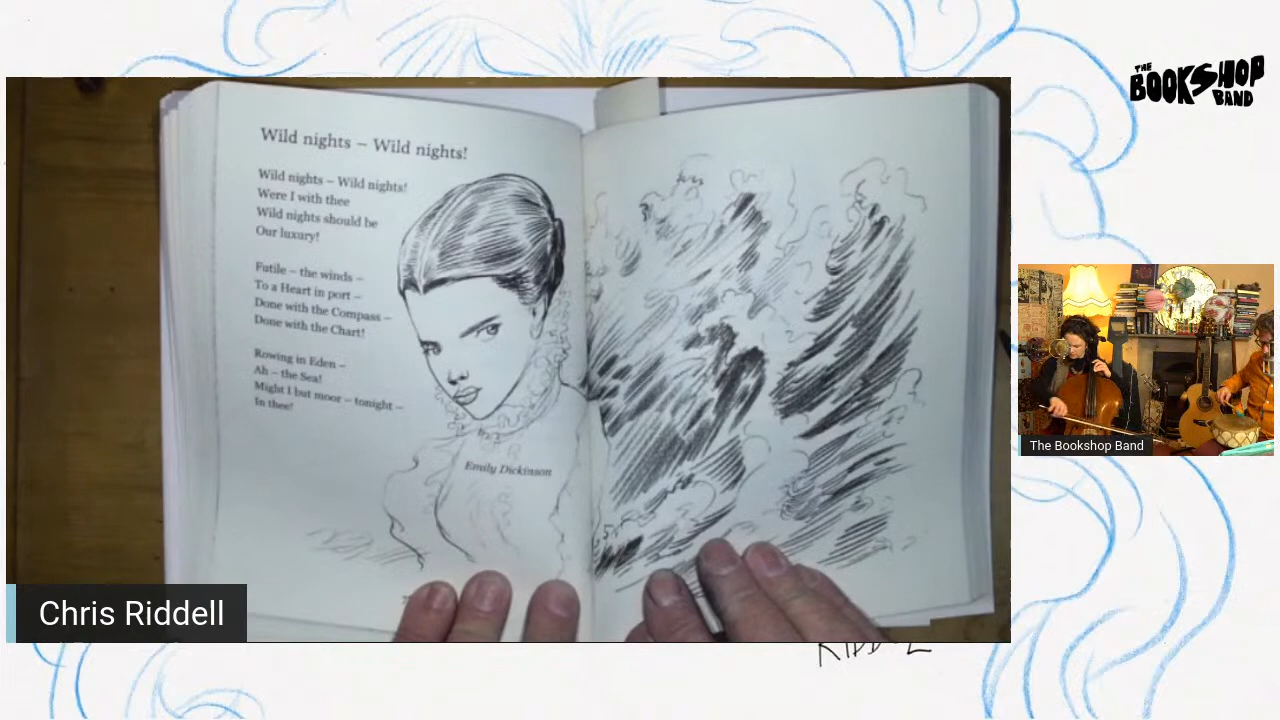 THE
BOOKSHOP
BAND
Wild nights – Wild nights!
Wild nights – Wild nights!
Were I with thee
Wild nights should be
Our luxury!
Futile – the winds –
To a Heart in port –
Done with the Compass –
Done with the Chart!
Rowing in Eden –
Ah – the Sea!
Might I but moor – tonight –
In thee!
Emily Dickinson
The Bookshop Band
Chris Riddell